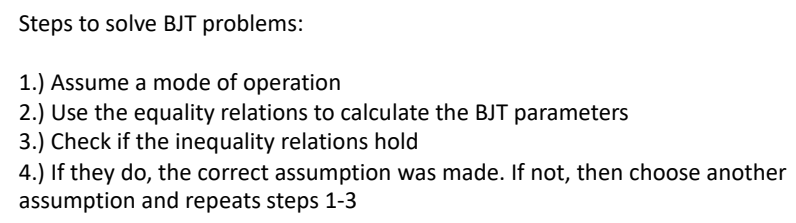 Steps to solve BJT problems:
1.) Assume a mode of operation
2.) Use the equality relations to calculate the BJT parameters
3.) Check if the inequality relations hold
4.) If they do, the correct assumption was made. If not, then choose another
assumption and repeats steps 1-3